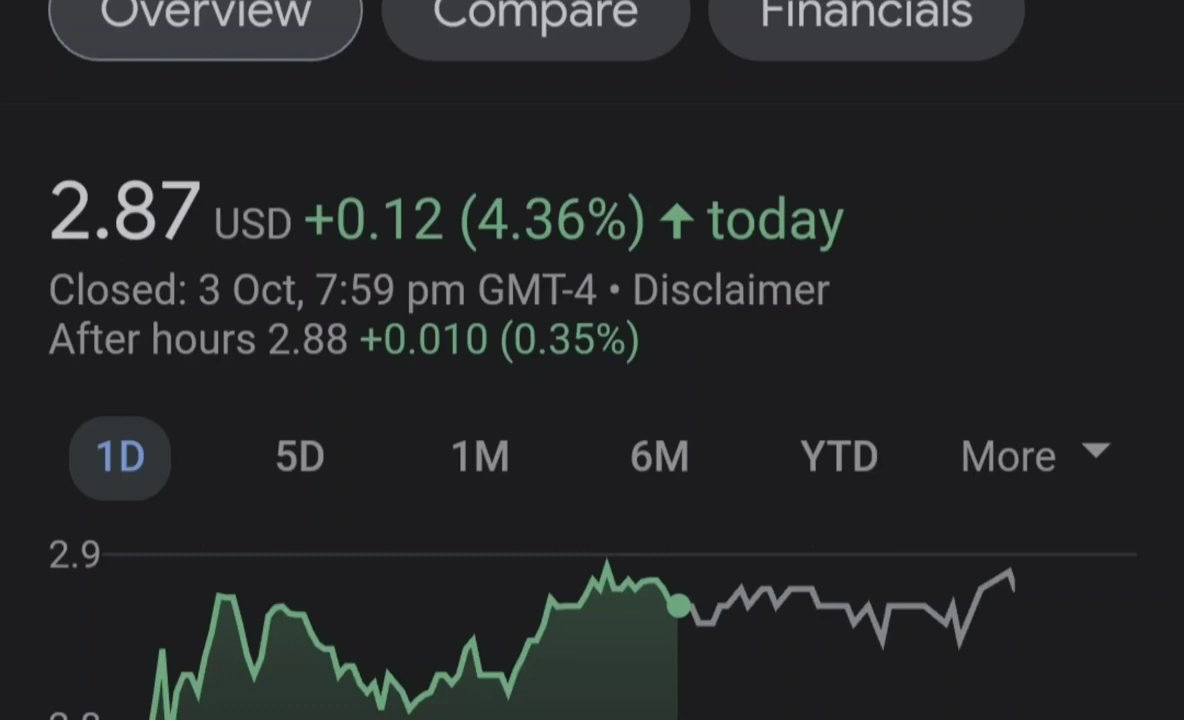 Overview Compare Financials
2.87 USD +0.12 (4.36%) ↑ today
Closed: 3 Oct, 7:59 pm GMT-4 • Disclaimer
After hours 2.88 +0.010 (0.35%)
1D 5D 1M 6M YTD More
2.9